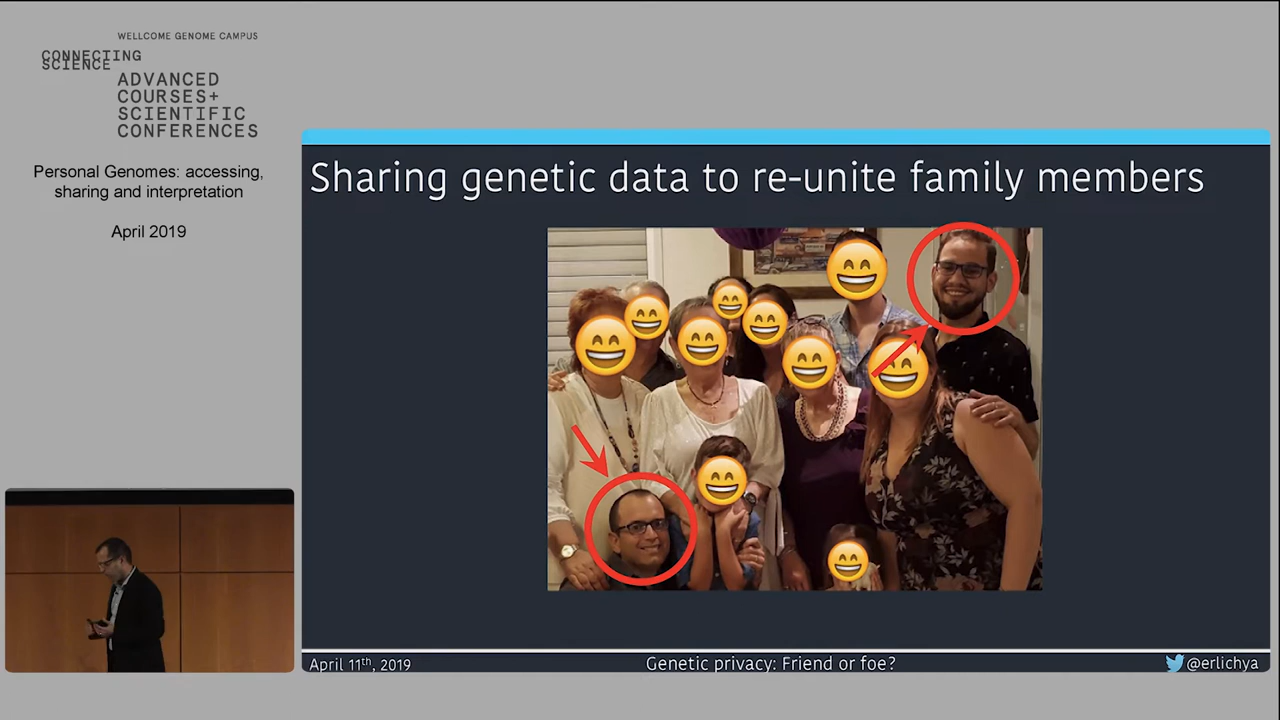 WELLCOME GENOME CAMPUS
CONNECTING
SCIENCE
ADVANCED
COURSES+
SCIENTIFIC
CONFERENCES
Personal Genomes: accessing,
sharing and interpretation
April 2019
Sharing genetic data to re-unite family members
April 11th, 2019
Genetic privacy: Friend or foe?
@erlichya